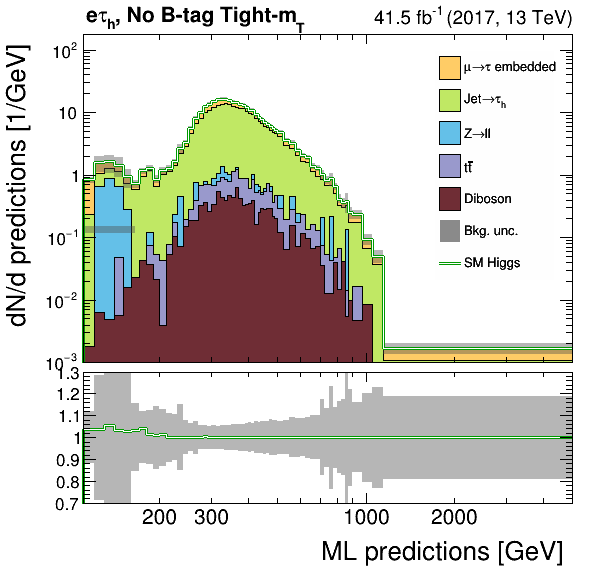 eτh, No B-tag Tight-mT
41.5 fb⁻¹ (2017, 13 TeV)
dN/d predictions [1/GeV]
10²
10
1
10⁻¹
10⁻²
10⁻³
μ→τ embedded
Jet→τh
Z→ll
tt̄
Diboson
Bkg. unc.
SM Higgs
1.3
1.2
1.1
1
0.9
0.8
0.7
200 300 1000 2000
ML predictions [GeV]